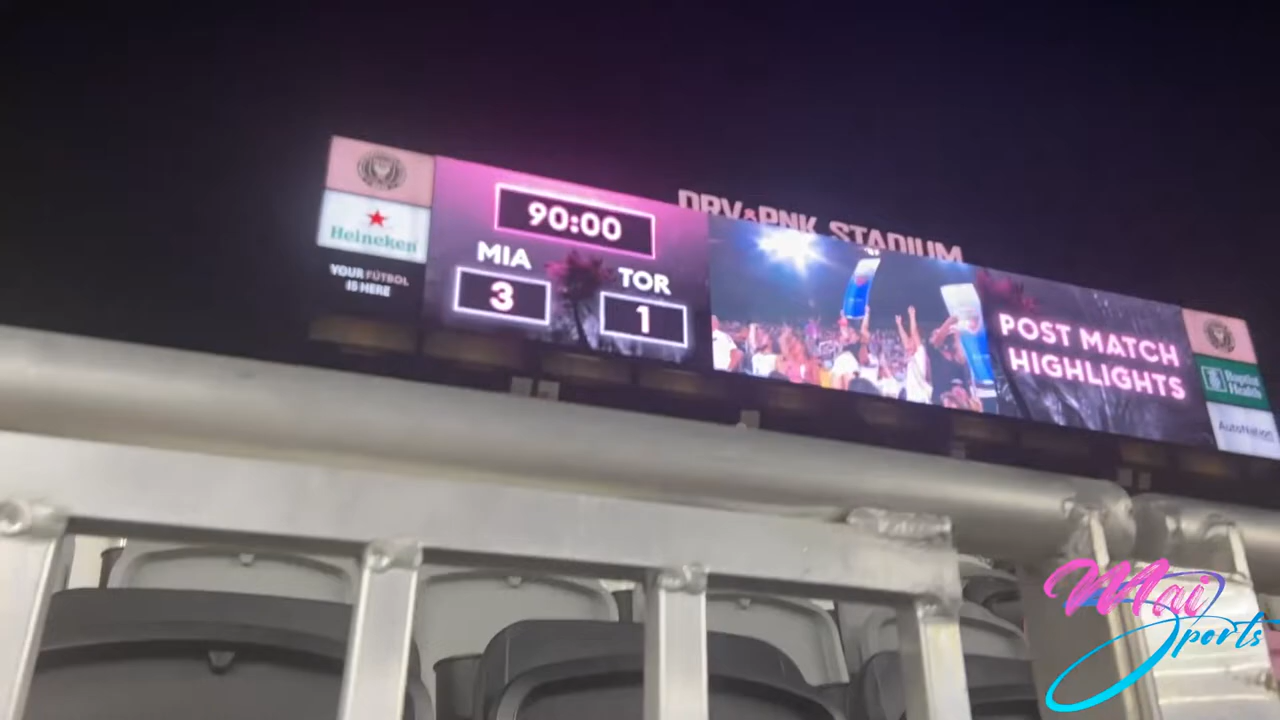 DRV PNK STADIUM
Heineken
YOUR FÚTBOL
IS HERE
90:00
MIA
TOR
3
1
POST MATCH
HIGHLIGHTS
AutoNation
Mai
Sports